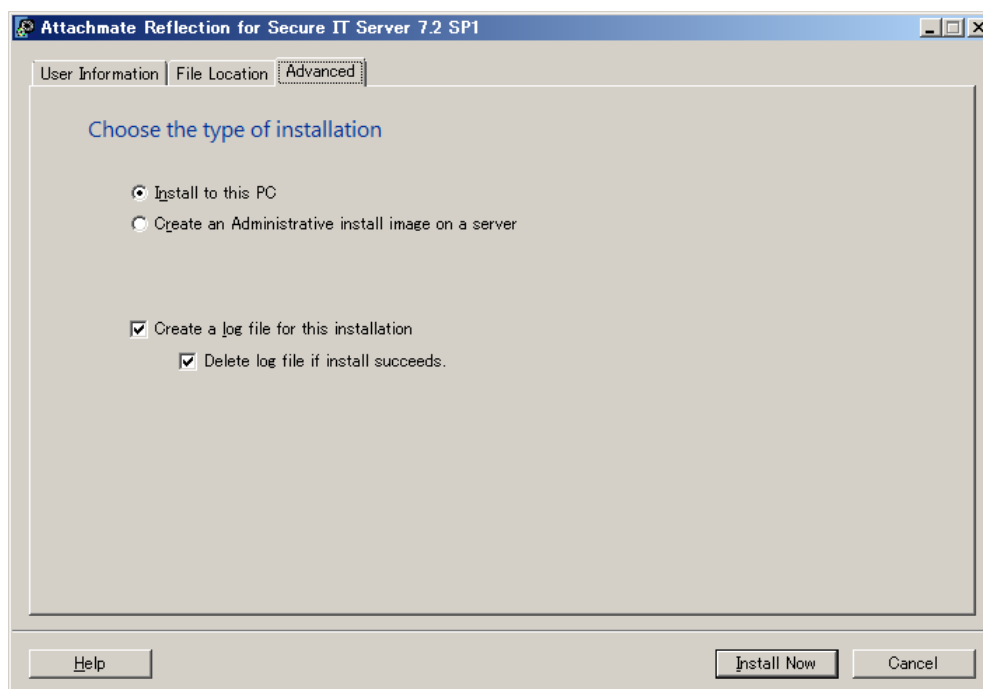 Attachmate Reflection for Secure IT Server 7.2 SP1
User Information File Location Advanced
Choose the type of installation
Install to this PC
Create an Administrative install image on a server
Create a log file for this installation
Delete log file if install succeeds.
Help Install Now Cancel